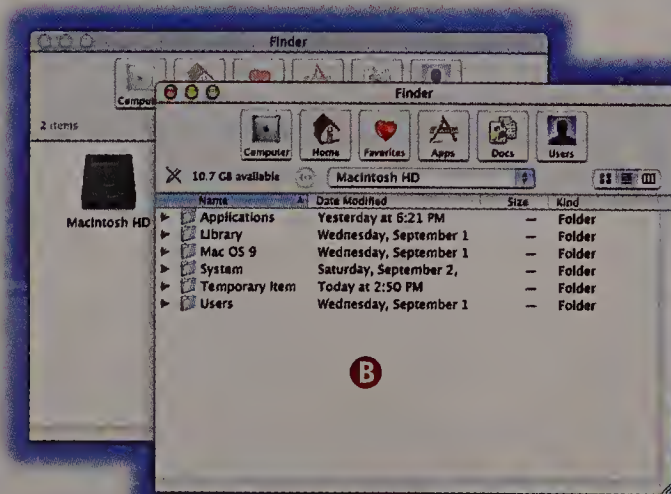 Finder
2 items
Macintosh HD
Finder
Computer Home Favorites Apps Docs Users
10.7 GB available Macintosh HD
Name Date Modified Size Kind
Applications Yesterday at 6:21 PM — Folder
Library Wednesday, September 1 — Folder
Mac OS 9 Wednesday, September 1 — Folder
System Saturday, September 2, — Folder
Temporary Item Today at 2:50 PM — Folder
Users Wednesday, September 1 — Folder
B